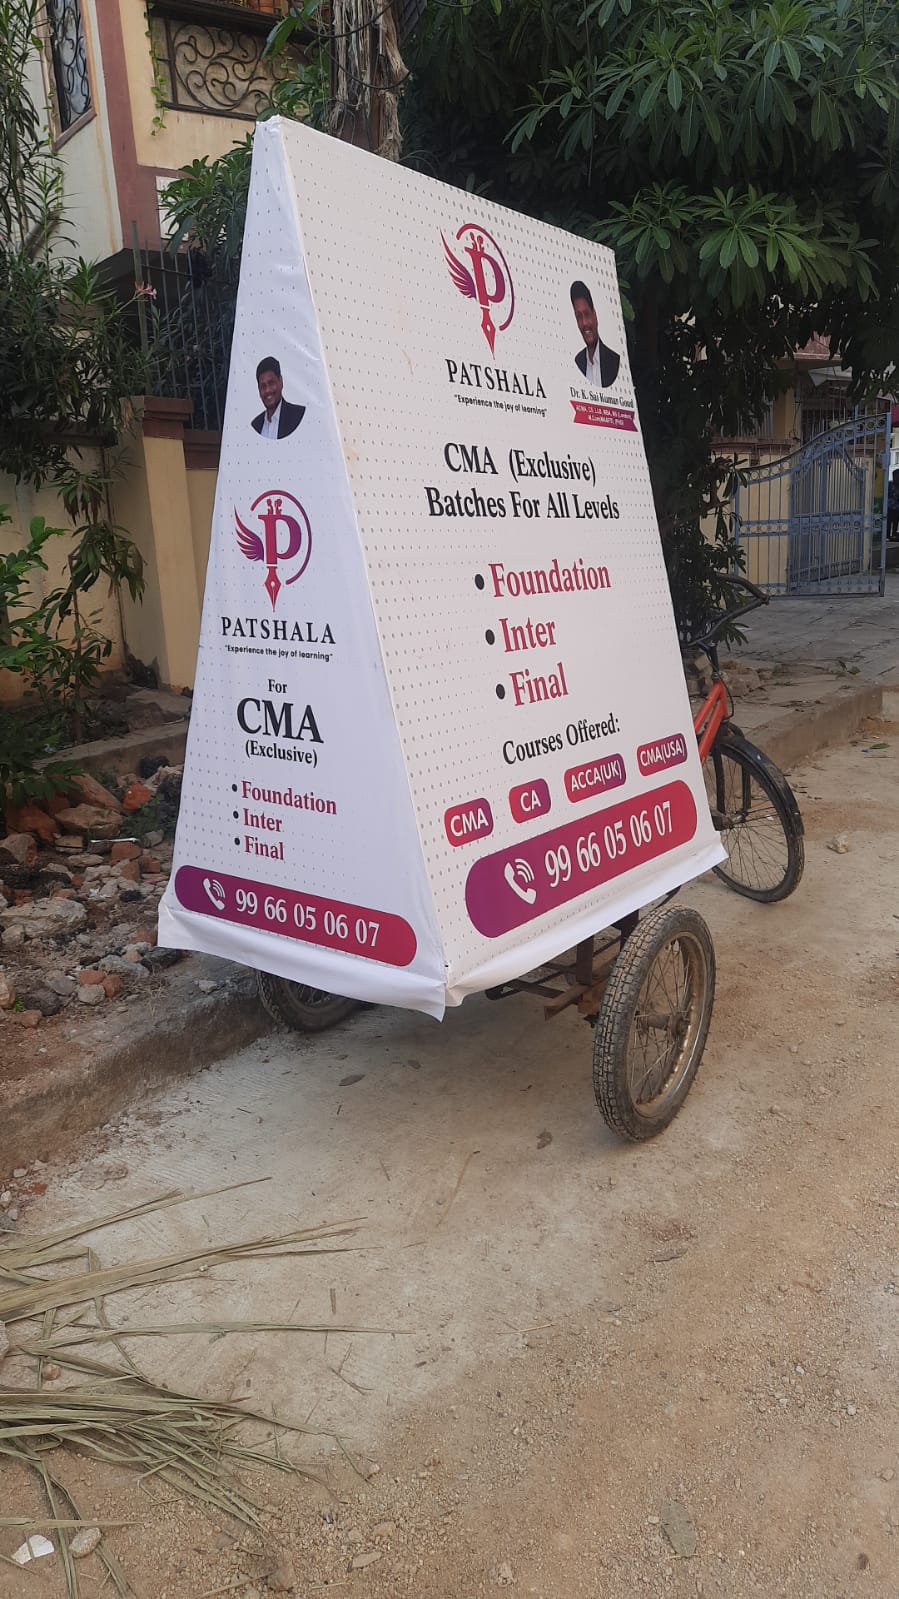 PATSHALA
"Experience the joy of learning"
For
CMA
(Exclusive)
• Foundation
• Inter
• Final
99 66 05 06 07
PATSHALA
"Experience the joy of learning"
Dr. K. Sai Kumar Goud
CMA (Exclusive)
Batches For All Levels
• Foundation
• Inter
• Final
Courses Offered:
CMA CA ACCA(UK) CMA(USA)
99 66 05 06 07